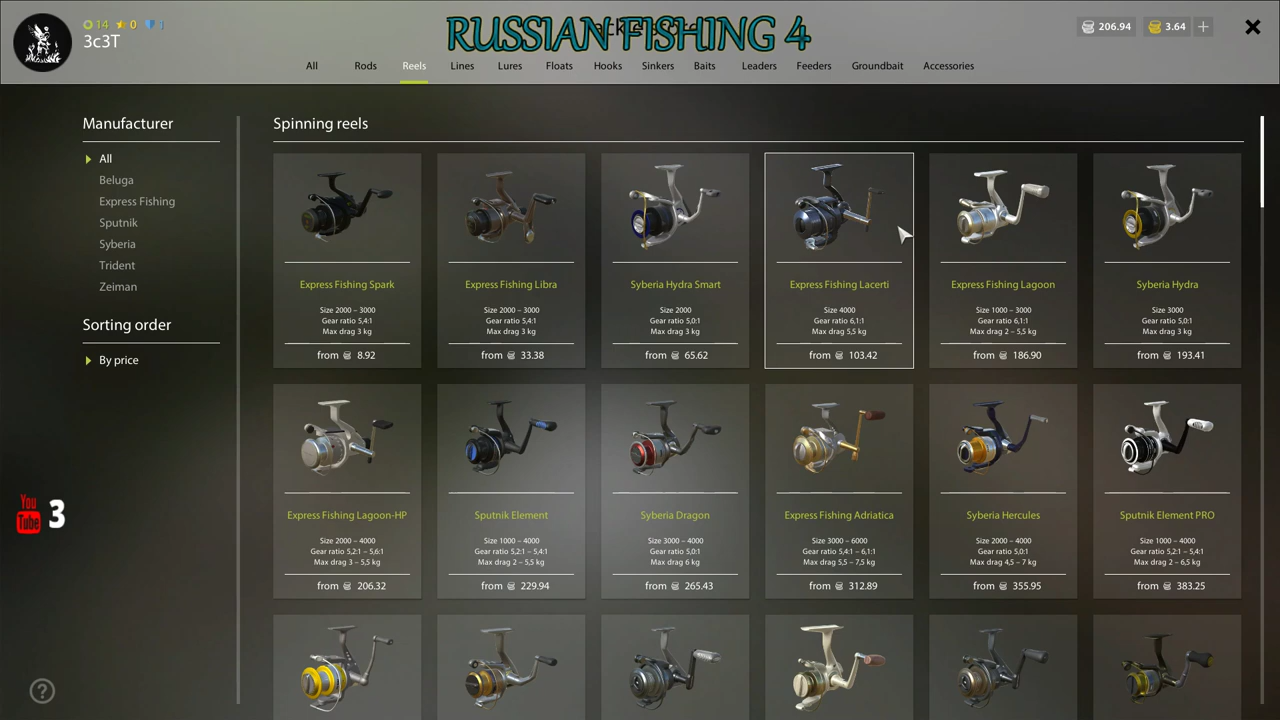 14 0 1
3c3T
RUSSIAN FISHING 4
206.94
3.64
All
Rods
Reels
Lines
Lures
Floats
Hooks
Sinkers
Baits
Leaders
Feeders
Groundbait
Accessories
Manufacturer
All
Beluga
Express Fishing
Sputnik
Syberia
Trident
Zeiman
Sorting order
By price
You
Tube 3
?
Spinning reels
Express Fishing Spark
Size 2000 – 3000
Gear ratio 5,4:1
Max drag 3 kg
from 8.92
Express Fishing Libra
Size 2000 – 3000
Gear ratio 5,4:1
Max drag 3 kg
from 33.38
Syberia Hydra Smart
Size 2000
Gear ratio 5,0:1
Max drag 3 kg
from 65.62
Express Fishing Lacerti
Size 4000
Gear ratio 6,1:1
Max drag 5,5 kg
from 103.42
Express Fishing Lagoon
Size 1000 – 3000
Gear ratio 6,1:1
Max drag 2 – 5,5 kg
from 186.90
Syberia Hydra
Size 3000
Gear ratio 5,0:1
Max drag 3 kg
from 193.41
Express Fishing Lagoon-HP
Size 2000 – 4000
Gear ratio 5,2:1 – 5,6:1
Max drag 3 – 5,5 kg
from 206.32
Sputnik Element
Size 1000 – 4000
Gear ratio 5,2:1 – 5,4:1
Max drag 2 – 5,5 kg
from 229.94
Syberia Dragon
Size 3000 – 4000
Gear ratio 5,0:1
Max drag 6 kg
from 265.43
Express Fishing Adriatica
Size 3000 – 6000
Gear ratio 5,4:1 – 6,1:1
Max drag 5,5 – 7,5 kg
from 312.89
Syberia Hercules
Size 2000 – 4000
Gear ratio 5,0:1
Max drag 4,5 – 7 kg
from 355.95
Sputnik Element PRO
Size 1000 – 4000
Gear ratio 5,2:1 – 5,4:1
Max drag 2 – 6,5 kg
from 383.25